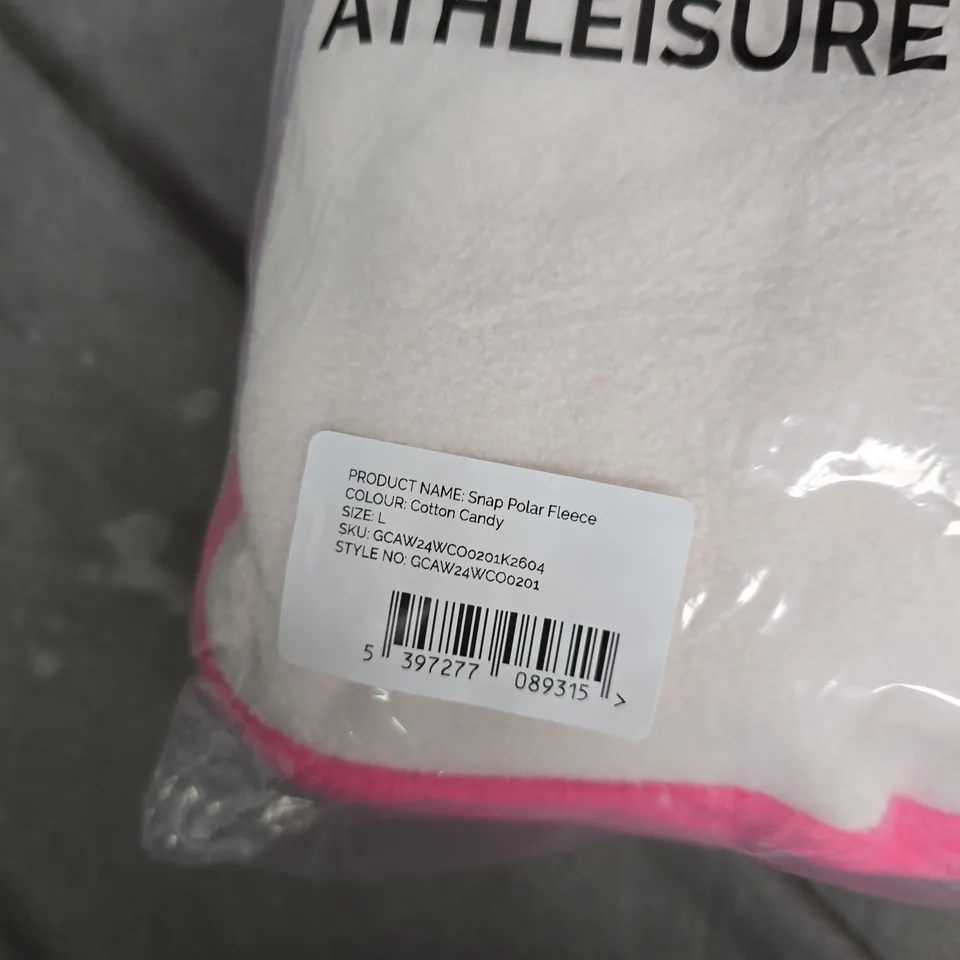 ATHLEISURE
PRODUCT NAME: Snap Polar Fleece
COLOUR: Cotton Candy
SIZE: L
SKU: GCAW24WCO0201K2604
STYLE NO: GCAW24WCO0201
5 397277 089315 >